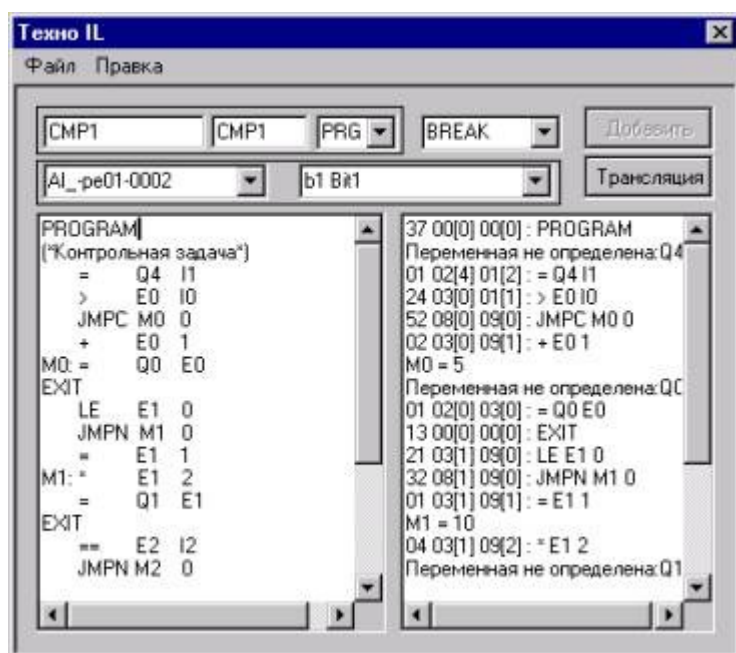 Техно IL
Файл Правка
CMP1 CMP1 PRG BREAK Добавить
AI_-pe01-0002 b1 Bit1 Трансляция
PROGRAM
("Контрольная задача")
= Q4 I1
> E0 I0
JMPC M0 0
+ E0 1
M0: = Q0 E0
EXIT
LE E1 0
JMPN M1 0
= E1 1
M1: * E1 2
= Q1 E1
EXIT
== E2 I2
JMPN M2 0
37 00[0] 00[0] : PROGRAM
Переменная не определена:Q4
01 02[4] 01[2] : = Q4 I1
24 03[0] 01[1] : > E0 I0
52 08[0] 09[0] : JMPC M0 0
02 03[0] 09[1] : + E0 1
M0 = 5
Переменная не определена:Q0
01 02[0] 03[0] : = Q0 E0
13 00[0] 00[0] : EXIT
21 03[1] 09[0] : LE E1 0
32 08[1] 09[0] : JMPN M1 0
01 03[1] 09[1] : = E1 1
M1 = 10
04 03[1] 09[2] : * E1 2
Переменная не определена:Q1